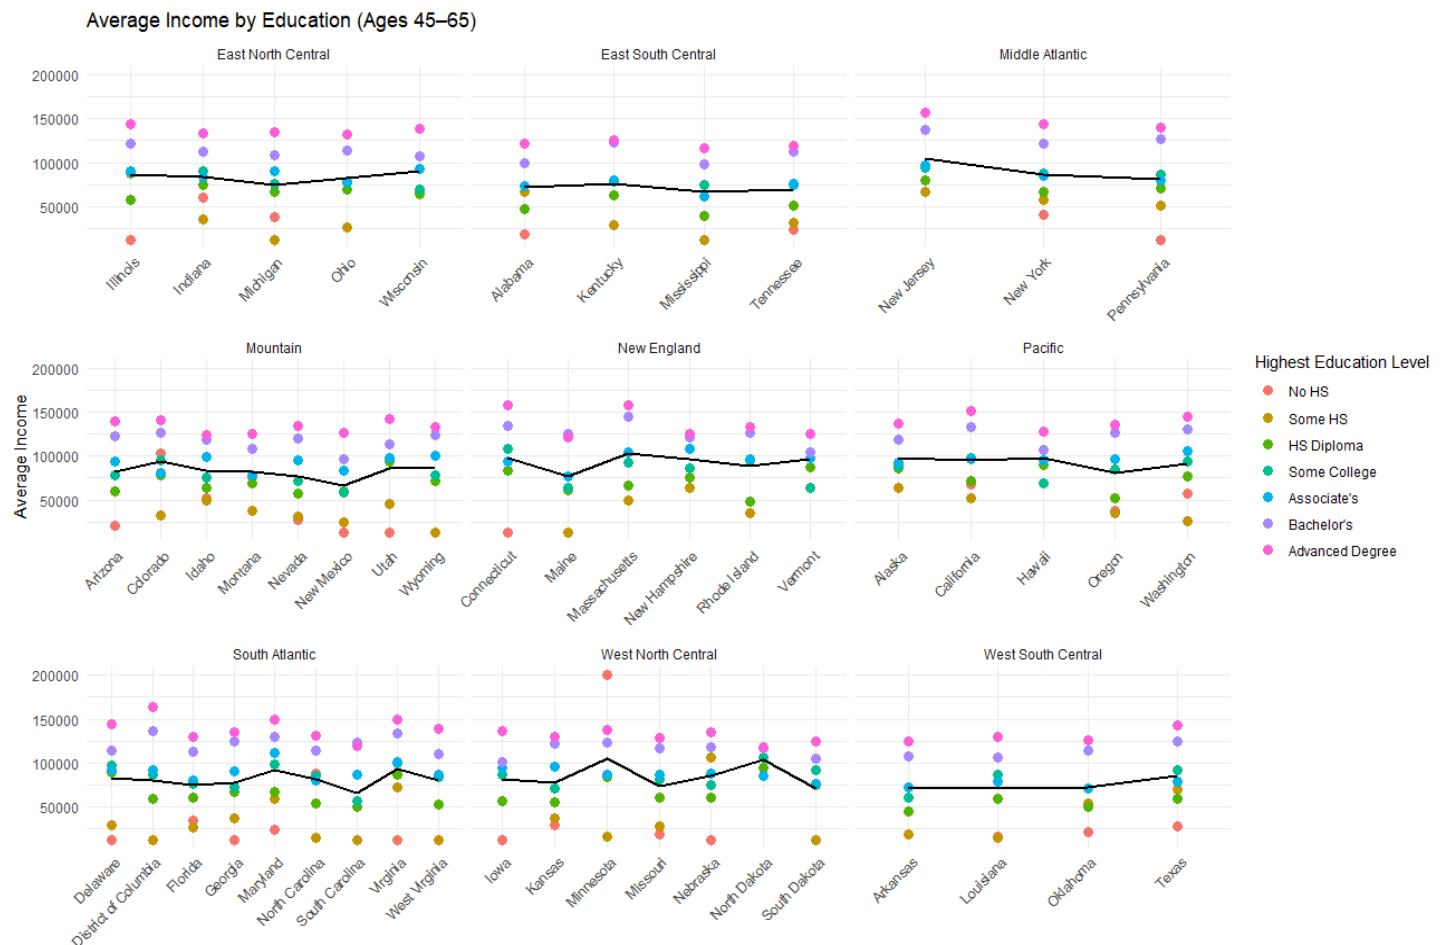 Average Income by Education (Ages 45–65)
East North Central
East South Central
Middle Atlantic
200000
150000
100000
50000
Illinois
Indiana
Michigan
Ohio
Wisconsin
Alabama
Kentucky
Mississippi
Tennessee
New Jersey
New York
Pennsylvania
Mountain
New England
Pacific
200000
150000
100000
50000
Average Income
Arizona
Colorado
Idaho
Montana
Nevada
New Mexico
Utah
Wyoming
Connecticut
Maine
Massachusetts
New Hampshire
Rhode Island
Vermont
Alaska
California
Hawaii
Oregon
Washington
Highest Education Level
No HS
Some HS
HS Diploma
Some College
Associate's
Bachelor's
Advanced Degree
South Atlantic
West North Central
West South Central
200000
150000
100000
50000
Delaware
District of Columbia
Florida
Georgia
Maryland
North Carolina
South Carolina
Virginia
West Virginia
Iowa
Kansas
Minnesota
Missouri
Nebraska
North Dakota
South Dakota
Arkansas
Louisiana
Oklahoma
Texas